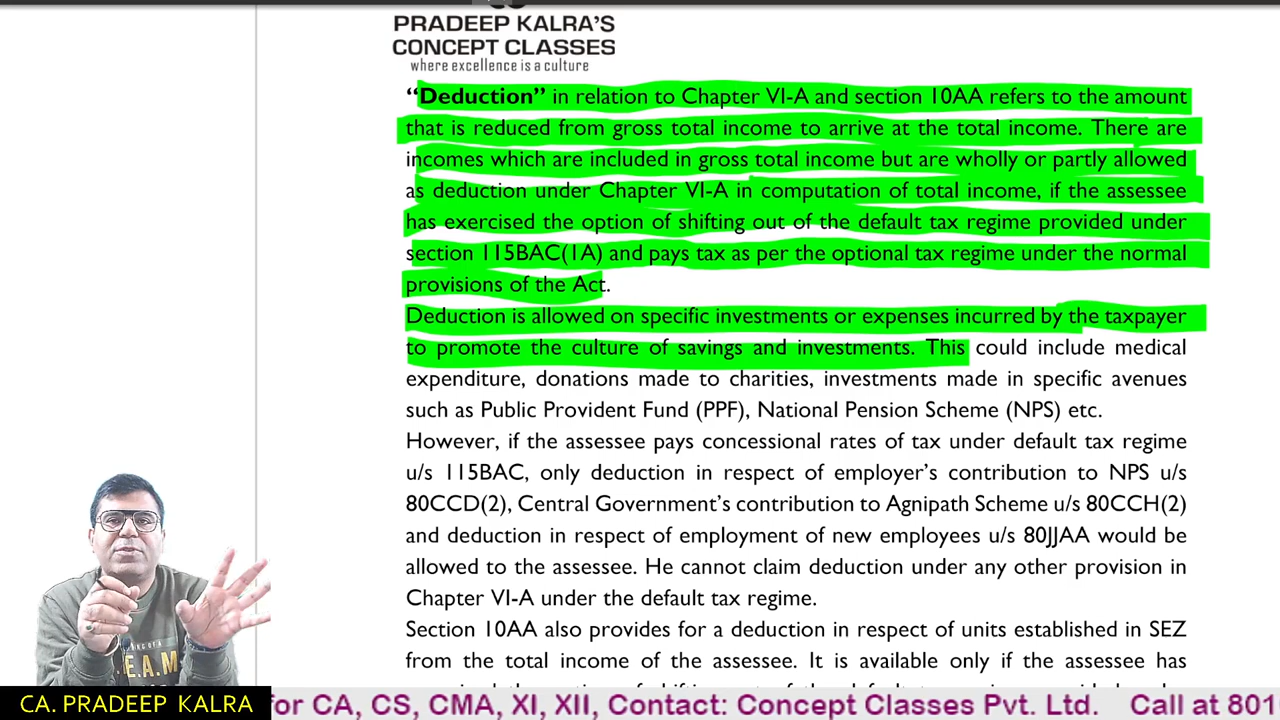 PRADEEP KALRA'S
CONCEPT CLASSES
where excellence is a culture
“Deduction” in relation to Chapter VI-A and section 10AA refers to the amount
that is reduced from gross total income to arrive at the total income. There are
incomes which are included in gross total income but are wholly or partly allowed
as deduction under Chapter VI-A in computation of total income, if the assessee
has exercised the option of shifting out of the default tax regime provided under
section 115BAC(1A) and pays tax as per the optional tax regime under the normal
provisions of the Act.
Deduction is allowed on specific investments or expenses incurred by the taxpayer
to promote the culture of savings and investments. This could include medical
expenditure, donations made to charities, investments made in specific avenues
such as Public Provident Fund (PPF), National Pension Scheme (NPS) etc.
However, if the assessee pays concessional rates of tax under default tax regime
u/s 115BAC, only deduction in respect of employer's contribution to NPS u/s
80CCD(2), Central Government's contribution to Agnipath Scheme u/s 80CCH(2)
and deduction in respect of employment of new employees u/s 80JJAA would be
allowed to the assessee. He cannot claim deduction under any other provision in
Chapter VI-A under the default tax regime.
Section 10AA also provides for a deduction in respect of units established in SEZ
from the total income of the assessee. It is available only if the assessee has
CA. PRADEEP KALRA
for CA, CS, CMA, XI, XII, Contact: Concept Classes Pvt. Ltd. Call at 801